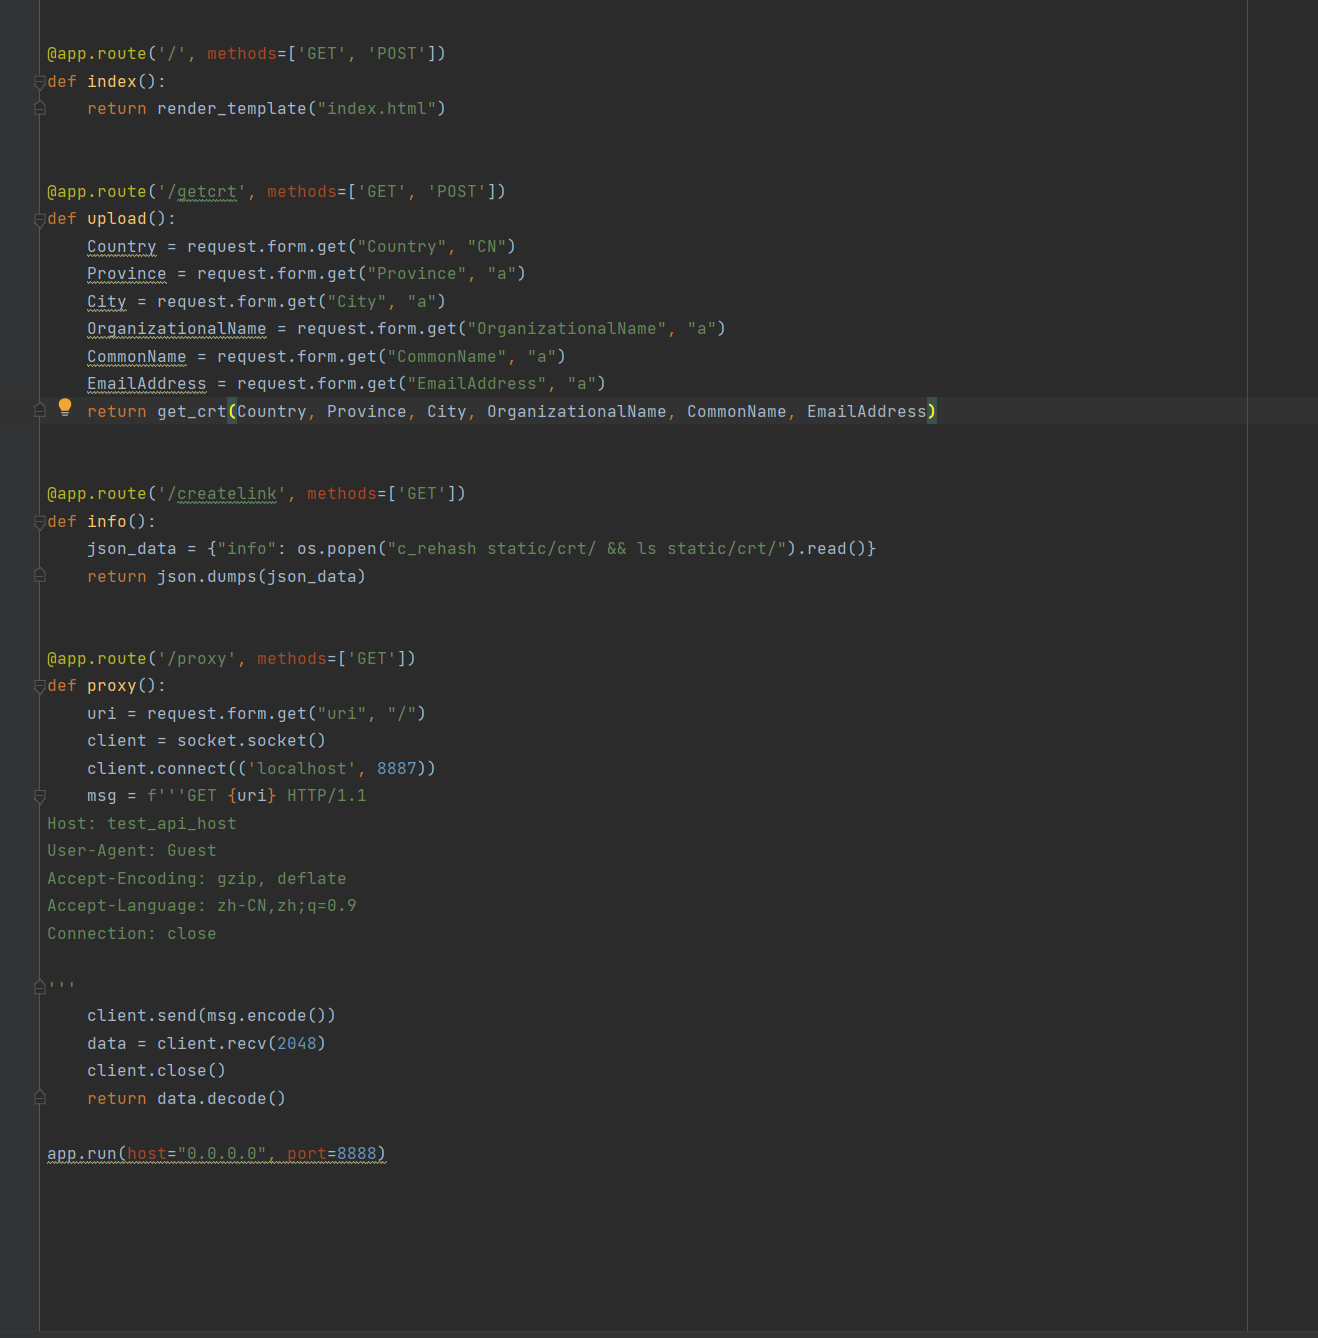 @app.route('/', methods=['GET', 'POST'])
def index():
    return render_template("index.html")
@app.route('/getcrt', methods=['GET', 'POST'])
def upload():
    Country = request.form.get("Country", "CN")
    Province = request.form.get("Province", "a")
    City = request.form.get("City", "a")
    OrganizationalName = request.form.get("OrganizationalName", "a")
    CommonName = request.form.get("CommonName", "a")
    EmailAddress = request.form.get("EmailAddress", "a")
    return get_crt(Country, Province, City, OrganizationalName, CommonName, EmailAddress)
@app.route('/createlink', methods=['GET'])
def info():
    json_data = {"info": os.popen("c_rehash static/crt/ && ls static/crt/").read()}
    return json.dumps(json_data)
@app.route('/proxy', methods=['GET'])
def proxy():
    uri = request.form.get("uri", "/")
    client = socket.socket()
    client.connect(('localhost', 8887))
    msg = f'''GET {uri} HTTP/1.1
Host: test_api_host
User-Agent: Guest
Accept-Encoding: gzip, deflate
Accept-Language: zh-CN,zh;q=0.9
Connection: close
'''
    client.send(msg.encode())
    data = client.recv(2048)
    client.close()
    return data.decode()
app.run(host="0.0.0.0", port=8888)